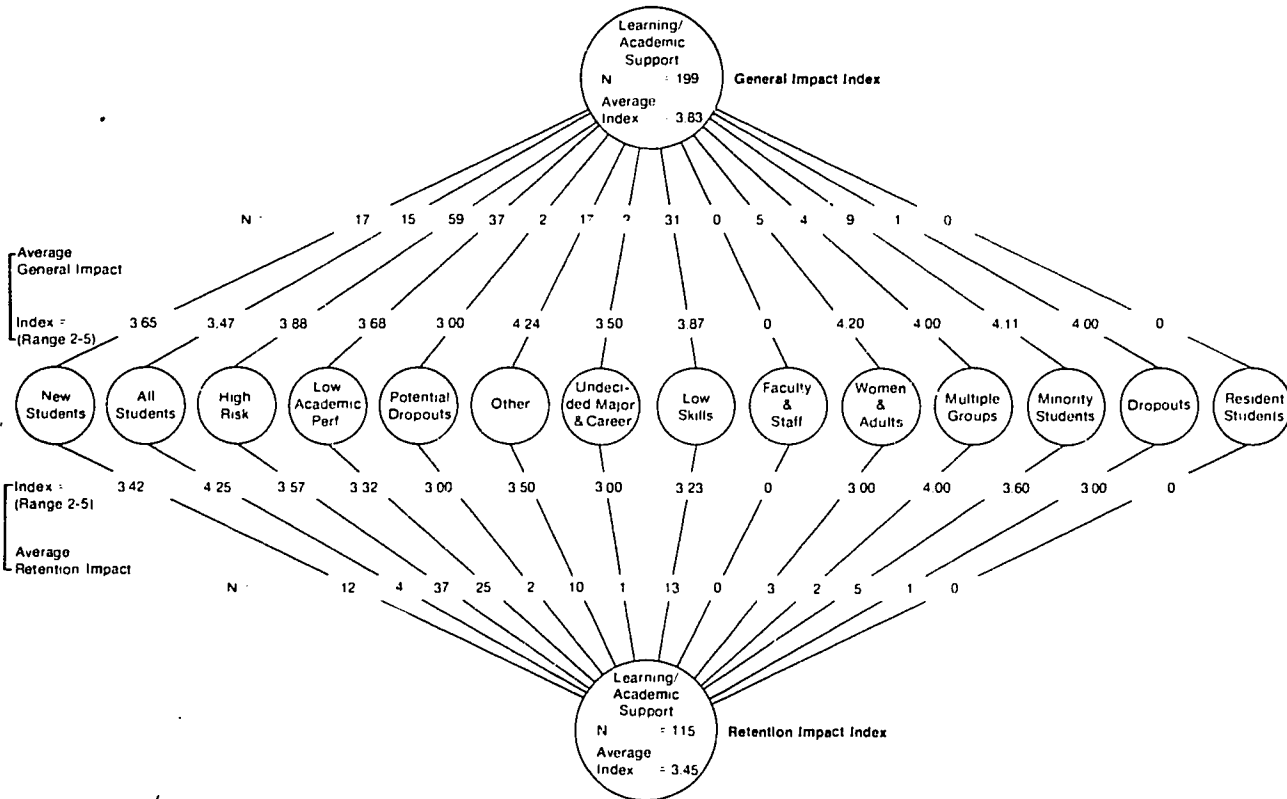 Learning/
Academic
Support
N = 199
General Impact Index
Average
Index 3.83
N 17 15 59 37 2 17 31 0 5 4 9 1 0
Average
General Impact
Index = 3.65 3.47 3.88 3.68 3.00 4.24 3.50 3.87 0 4.20 4.00 4.11 4.00 0
(Range 2-5)
New
Students
All
Students
High
Risk
Low
Academic
Perf
Potential
Dropouts
Other
Undeci-
ded Major
& Career
Low
Skills
Faculty
&
Staff
Women
&
Adults
Multiple
Groups
Minority
Students
Dropouts
Resident
Students
Index = 3.42 4.25 3.57 3.32 3.00 3.50 3.00 3.23 0 3.00 4.00 3.60 3.00 0
(Range 2-5)
Average
Retention Impact
N 12 4 37 25 2 10 1 13 0 3 2 5 1 0
Learning/
Academic
Support
N = 115
Retention Impact Index
Average
Index = 3.45